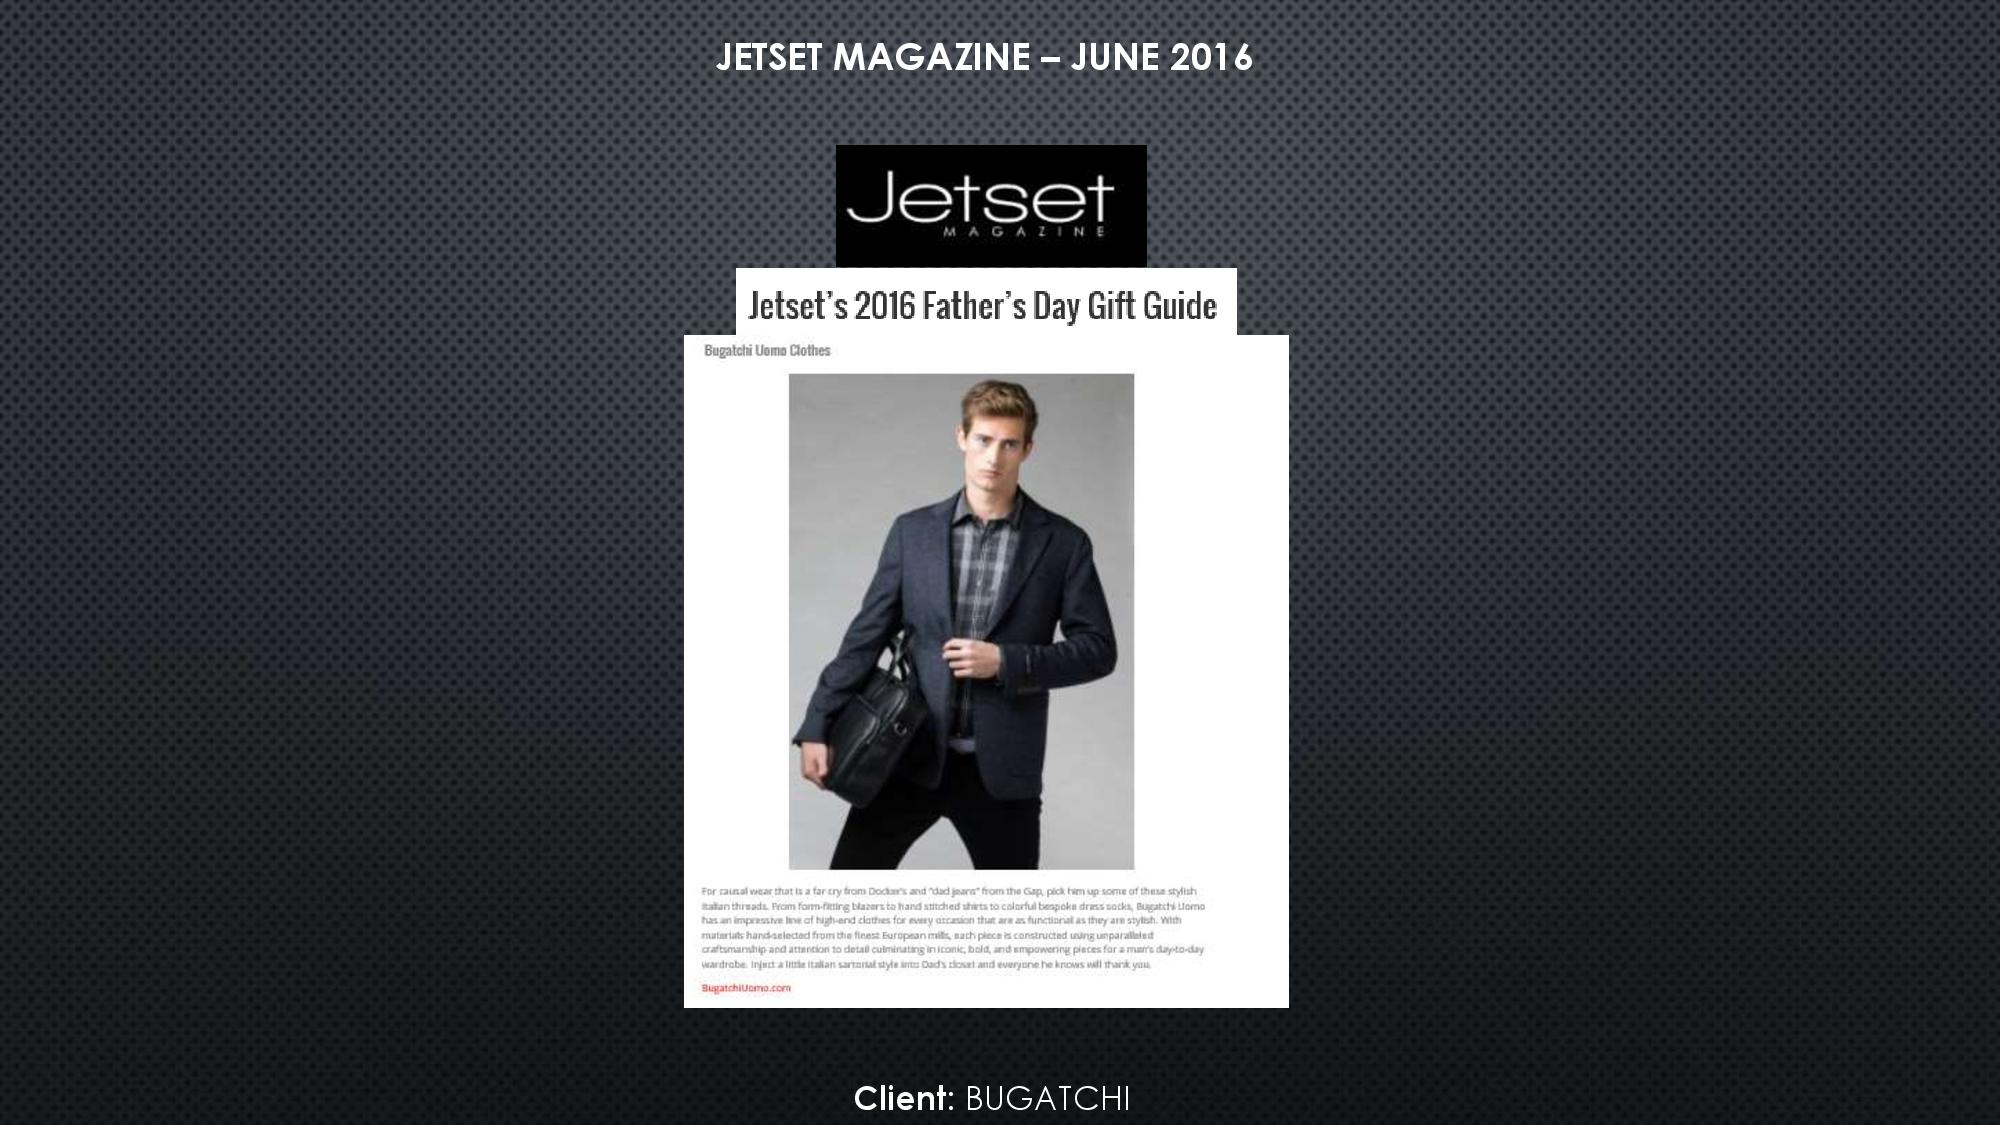 JETSET MAGAZINE – JUNE 2016
Jetset
MAGAZINE
Jetset's 2016 Father's Day Gift Guide
Bugatchi Uomo Clothes
For causal wear that is a far cry from Docker's and "dad jeans" from the Gap, pick him up some of these stylish
Italian threads. From form-fitting blazers to hand stitched shirts to colorful bespoke dress socks, Bugatchi Uomo
has an impressive line of high-end clothes for every occasion that are as functional as they are stylish. With
materials hand-selected from the finest European mills, each piece is constructed using unparalleled
craftsmanship and attention to detail culminating in iconic, bold, and empowering pieces for a man's day-to-day
wardrobe. Inject a little Italian sartorial style into Dad's closet and everyone he knows will thank you.
BugatchiUomo.com
Client: BUGATCHI